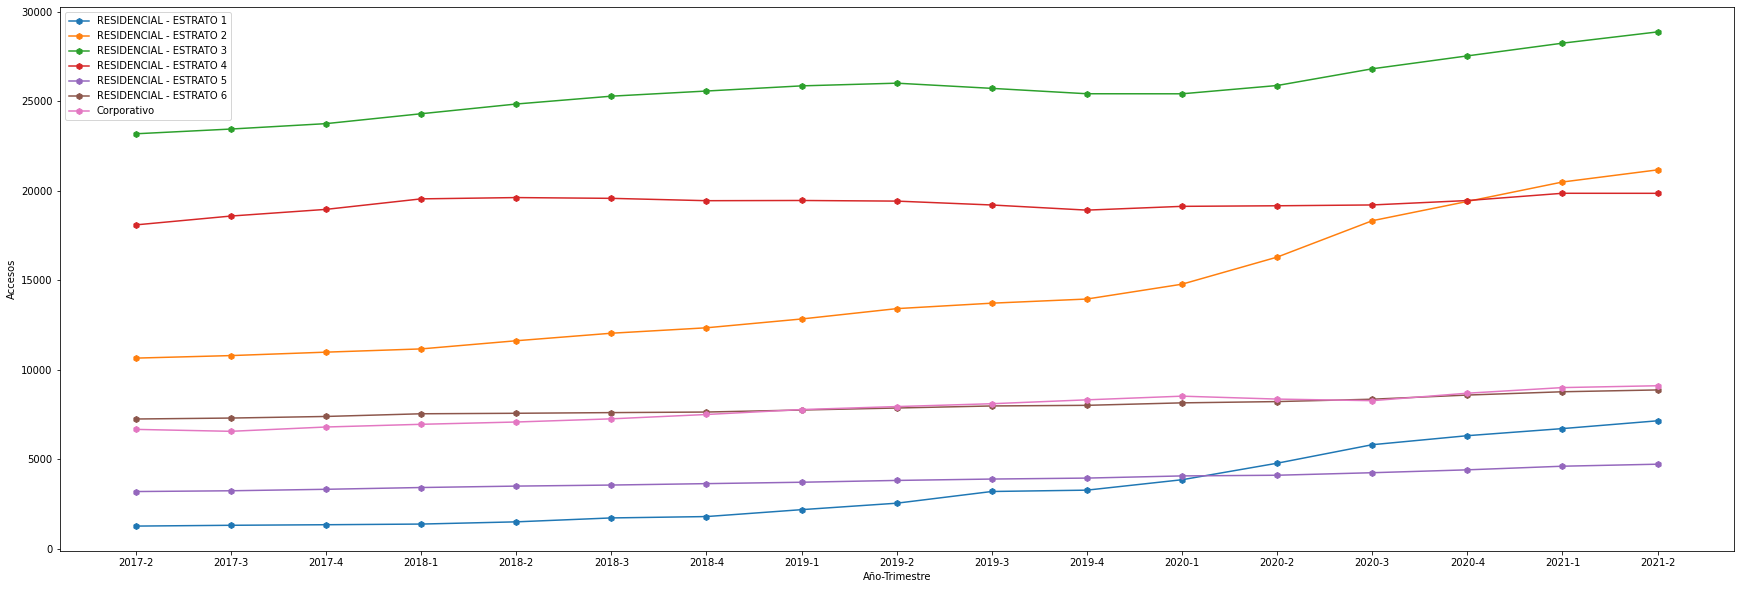 RESIDENCIAL - ESTRATO 1
RESIDENCIAL - ESTRATO 2
RESIDENCIAL - ESTRATO 3
RESIDENCIAL - ESTRATO 4
RESIDENCIAL - ESTRATO 5
RESIDENCIAL - ESTRATO 6
Corporativo
30000
25000
20000
15000
10000
5000
0
Accesos
2017-2 2017-3 2017-4 2018-1 2018-2 2018-3 2018-4 2019-1 2019-2 2019-3 2019-4 2020-1 2020-2 2020-3 2020-4 2021-1 2021-2
Año-Trimestre